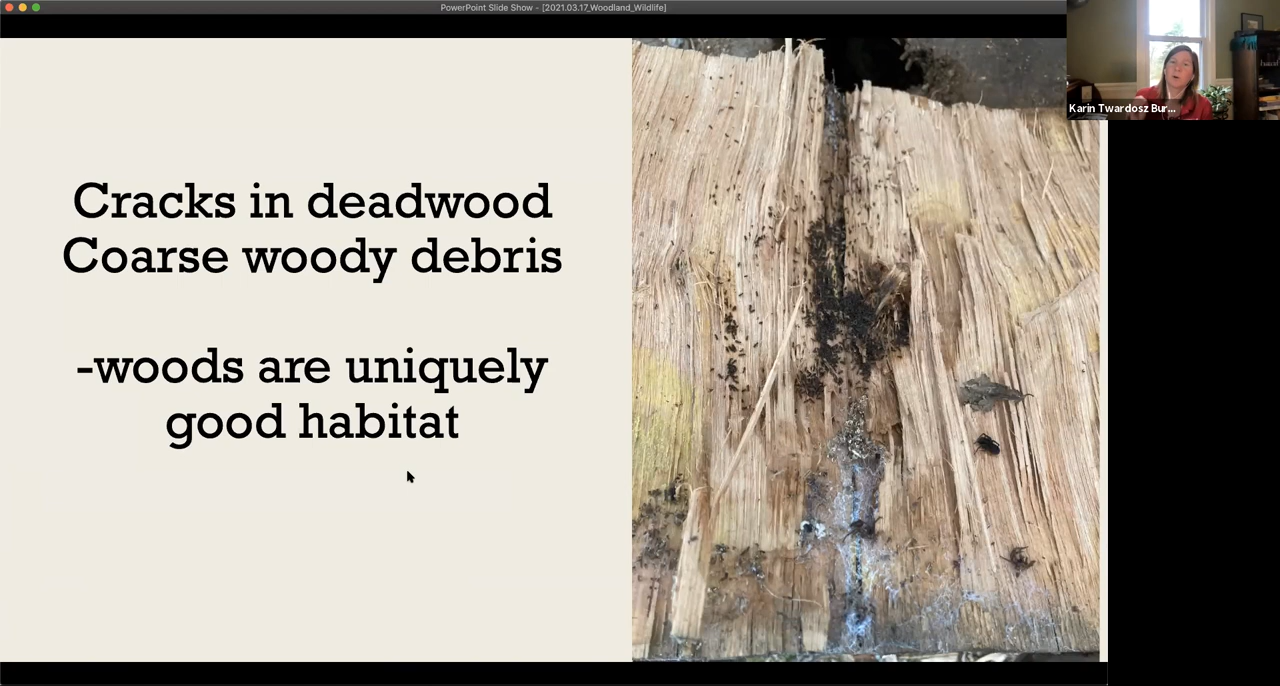 PowerPoint Slide Show - [2021.03.17_Woodland_Wildlife]
Karin Twardosz Bur...
Cracks in deadwood
Coarse woody debris
-woods are uniquely
good habitat